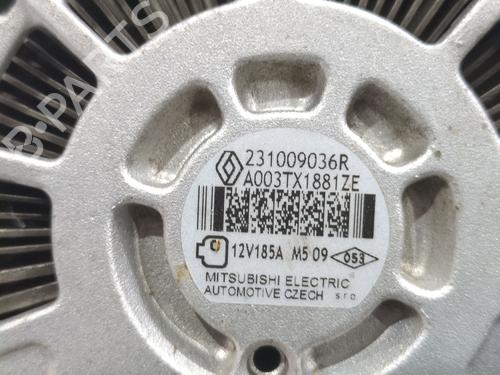 B-PARTS
231009036R
A003TX1881ZE
12V185A M5 09 053
MITSUBISHI ELECTRIC
AUTOMOTIVE CZECH s.r.o.